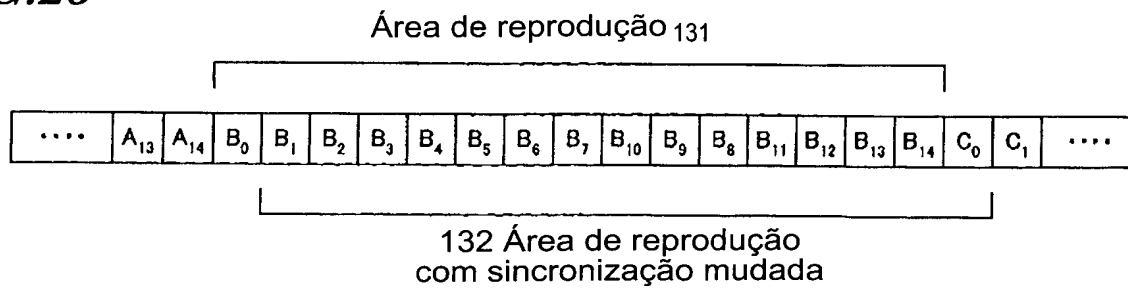 Área de reprodução 131
.... A13 A14 B0 B1 B2 B3 B4 B5 B6 B7 B10 B9 B8 B11 B12 B13 B14 C0 C1 ....
132 Área de reprodução
com sincronização mudada